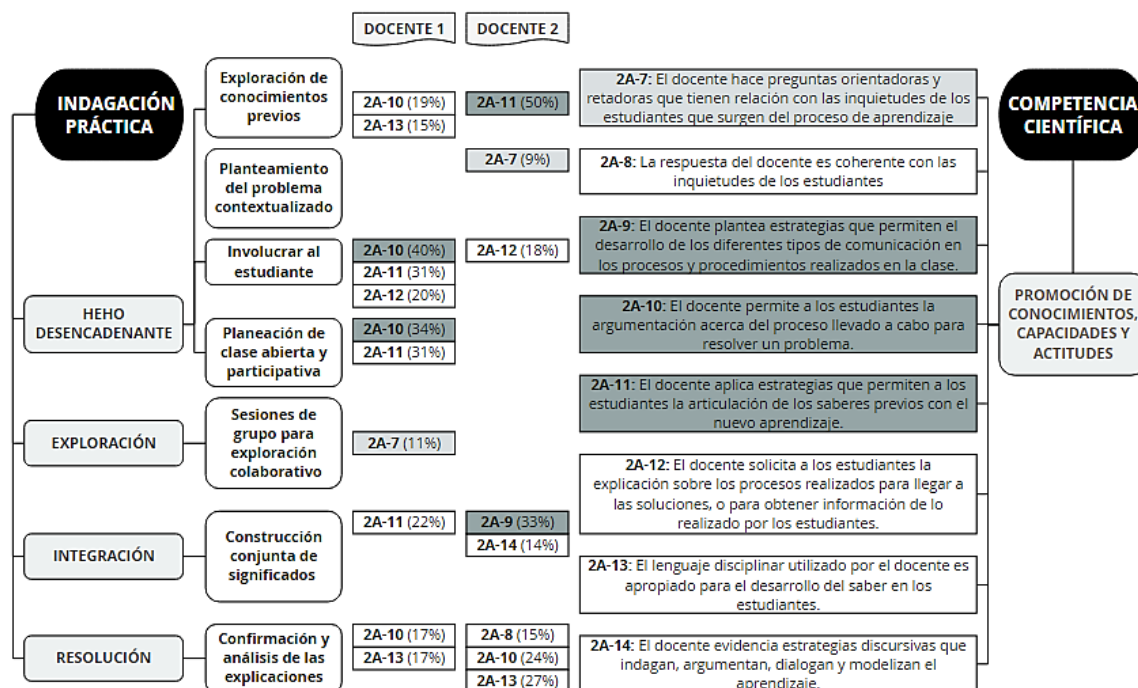 DOCENTE 1
DOCENTE 2
INDAGACIÓN
PRÁCTICA
HEHO
DESENCADENANTE
EXPLORACIÓN
INTEGRACIÓN
RESOLUCIÓN
Exploración de
conocimientos
previos
2A-10 (19%)
2A-13 (15%)
2A-11 (50%)
Planteamiento
del problema
contextualizado
2A-7 (9%)
Involucrar al
estudiante
2A-10 (40%)
2A-11 (31%)
2A-12 (20%)
2A-12 (18%)
Planeación de
clase abierta y
participativa
2A-10 (34%)
2A-11 (31%)
Sesiones de
grupo para
exploración
colaborativo
2A-7 (11%)
Construcción
conjunta de
significados
2A-11 (22%)
2A-9 (33%)
2A-14 (14%)
Confirmación y
análisis de las
explicaciones
2A-10 (17%)
2A-13 (17%)
2A-8 (15%)
2A-10 (24%)
2A-13 (27%)
2A-7: El docente hace preguntas orientadoras y
retadoras que tienen relación con las inquietudes de los
estudiantes que surgen del proceso de aprendizaje
2A-8: La respuesta del docente es coherente con las
inquietudes de los estudiantes
2A-9: El docente plantea estrategias que permiten el
desarrollo de los diferentes tipos de comunicación en
los procesos y procedimientos realizados en la clase.
2A-10: El docente permite a los estudiantes la
argumentación acerca del proceso llevado a cabo para
resolver un problema.
2A-11: El docente aplica estrategias que permiten a los
estudiantes la articulación de los saberes previos con el
nuevo aprendizaje.
2A-12: El docente solicita a los estudiantes la
explicación sobre los procesos realizados para llegar a
las soluciones, o para obtener información de lo
realizado por los estudiantes.
2A-13: El lenguaje disciplinar utilizado por el docente es
apropiado para el desarrollo del saber en los
estudiantes.
2A-14: El docente evidencia estrategias discursivas que
indagan, argumentan, dialogan y modelizan el
aprendizaje.
COMPETENCIA
CIENTÍFICA
PROMOCIÓN DE
CONOCIMIENTOS,
CAPACIDADES Y
ACTITUDES